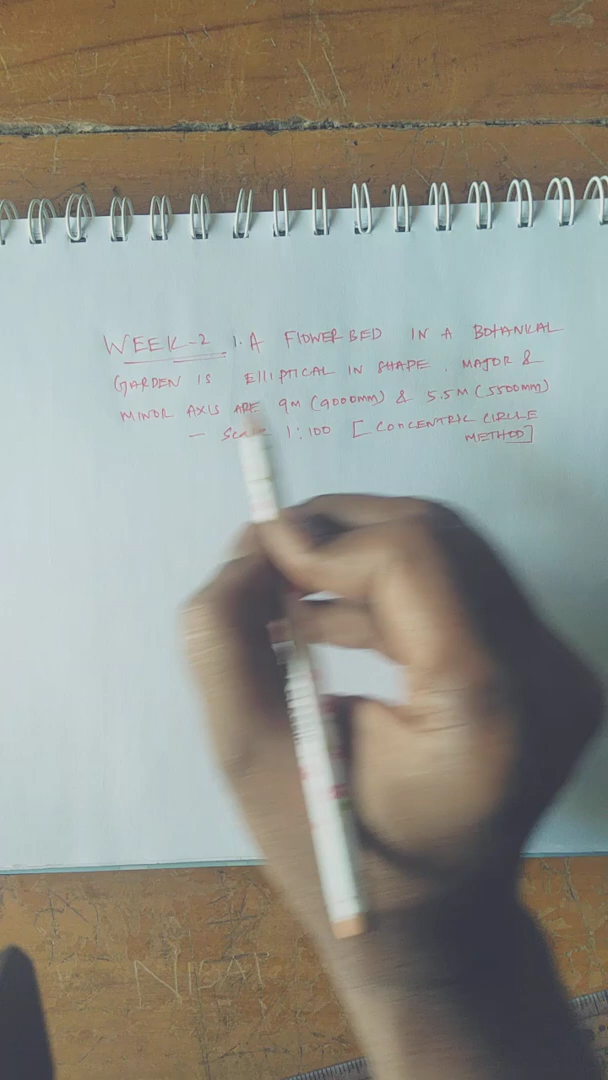 WEEK-2 1. A FLOWER BED IN A BOTANICAL
GARDEN IS ELLIPTICAL IN SHAPE. MAJOR &
MINOR AXIS ARE 9M (9000MM) & 5.5M (5500MM)
- Scale 1:100 [CONCENTRIC CIRCLE
METHOD]